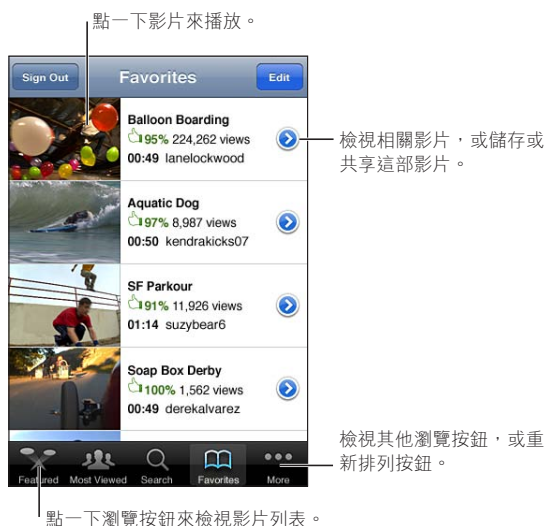 點一下影片來播放。
Sign Out
Favorites
Edit
Balloon Boarding
95% 224,262 views
00:49 lanelockwood
檢視相關影片，或儲存或
共享這部影片。
Aquatic Dog
97% 8,987 views
00:50 kendrakicks07
SF Parkour
91% 11,926 views
01:14 suzybear6
Soap Box Derby
100% 1,562 views
00:49 derekalvarez
檢視其他瀏覽按鈕，或重
新排列按鈕。
Featured
Most Viewed
Search
Favorites
More
點一下瀏覽按鈕來檢視影片列表。